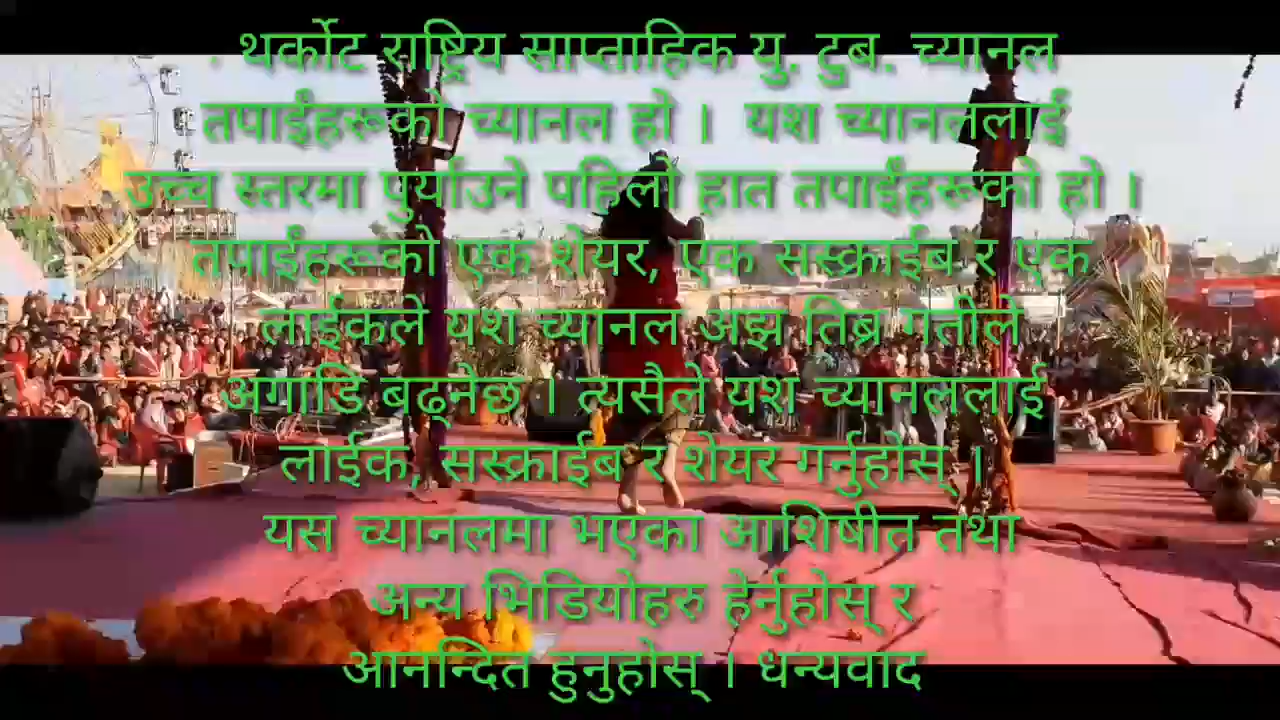 . थर्कोट राष्ट्रिय साप्ताहिक यु. टुब. च्यानल
तपाईंहरूको च्यानल हो । यश च्यानललाई
उच्च स्तरमा पुर्याउने पहिलो हात तपाईंहरूको हो ।
तपाईंहरूको एक शेयर, एक सस्क्राईब र एक
लाईकले यश च्यानल अझ तिब्र गतीले
अगाडि बढ्नेछ । त्यसैले यश च्यानललाई
लाईक, सस्क्राईब र शेयर गर्नुहोस् ।
यस च्यानलमा भएका आशिषीत तथा
अन्य भिडियोहरु हेर्नुहोस् र
आनन्दित हुनुहोस् । धन्यवाद